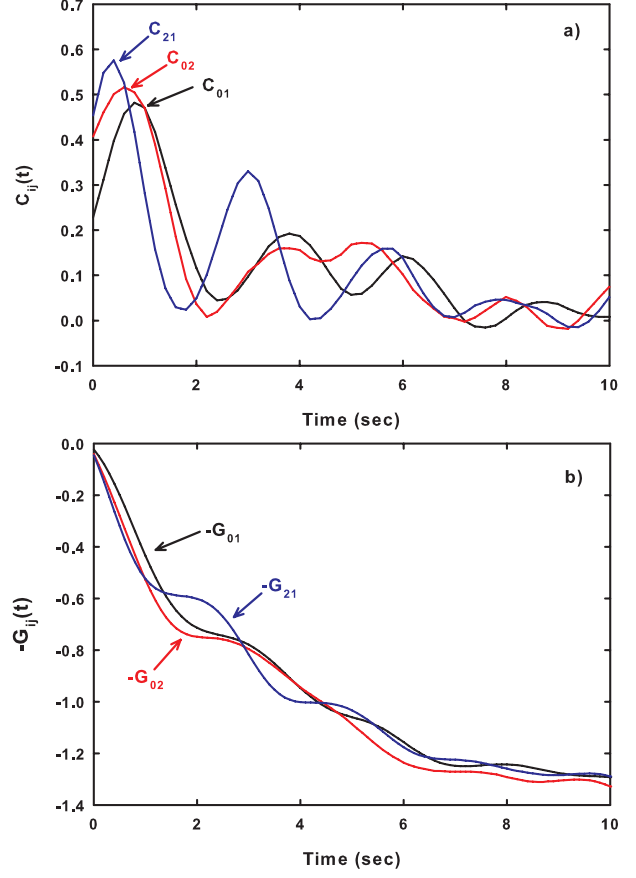 0.7
0.6
0.5
0.4
0.3
0.2
0.1
0.0
-0.1
C21
C02
C01
a)
Cij(t)
0 2 4 6 8 10
Time (sec)
0.0
-0.2
-0.4
-0.6
-0.8
-1.0
-1.2
-1.4
b)
-G01
-G21
-G02
-Gij(t)
0 2 4 6 8 10
Time (sec)